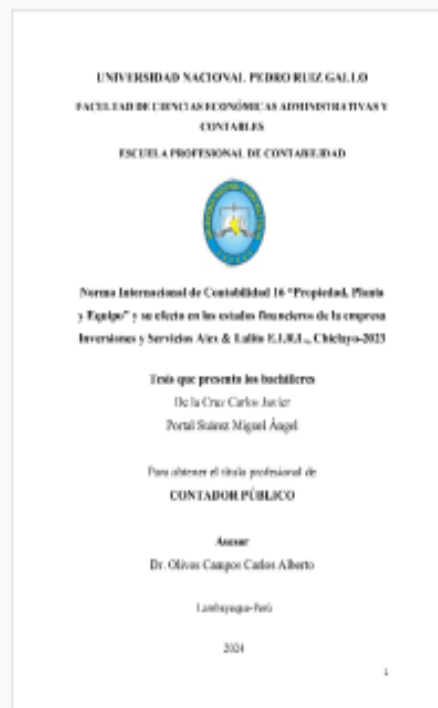 UNIVERSIDAD NACIONAL PEDRO RUIZ GALLO
FACULTAD DE CIENCIAS ECONÓMICAS ADMINISTRATIVAS Y
CONTABLES
ESCUELA PROFESIONAL DE CONTABILIDAD
Norma Internacional de Contabilidad 16 "Propiedad, Planta
y Equipo" y su efecto en los estados financieros de la empresa
Inversiones y Servicios Alex & Lalito E.I.R.L., Chiclayo-2023
Tesis que presenta los bachilleres
De la Cruz Carlos Javier
Portal Suárez Miguel Ángel
Para obtener el título profesional de
CONTADOR PÚBLICO
Asesor
Dr. Olivos Campos Carlos Alberto
Lambayeque-Perú
2024
1